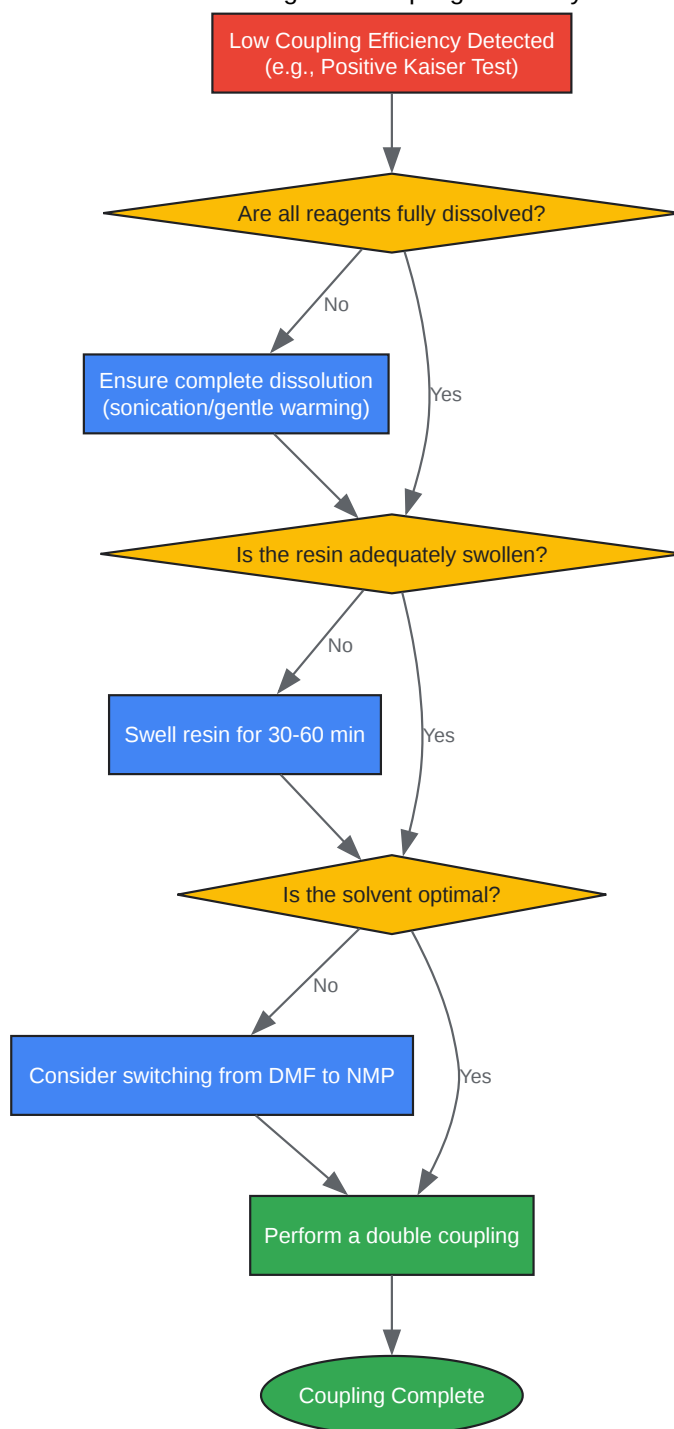 Low Coupling Efficiency Detected
(e.g., Positive Kaiser Test)
Are all reagents fully dissolved?
No
Ensure complete dissolution
(sonication/gentle warming)
Yes
Is the resin adequately swollen?
No
Swell resin for 30-60 min
Yes
Is the solvent optimal?
No
Consider switching from DMF to NMP
Yes
Perform a double coupling
Coupling Complete